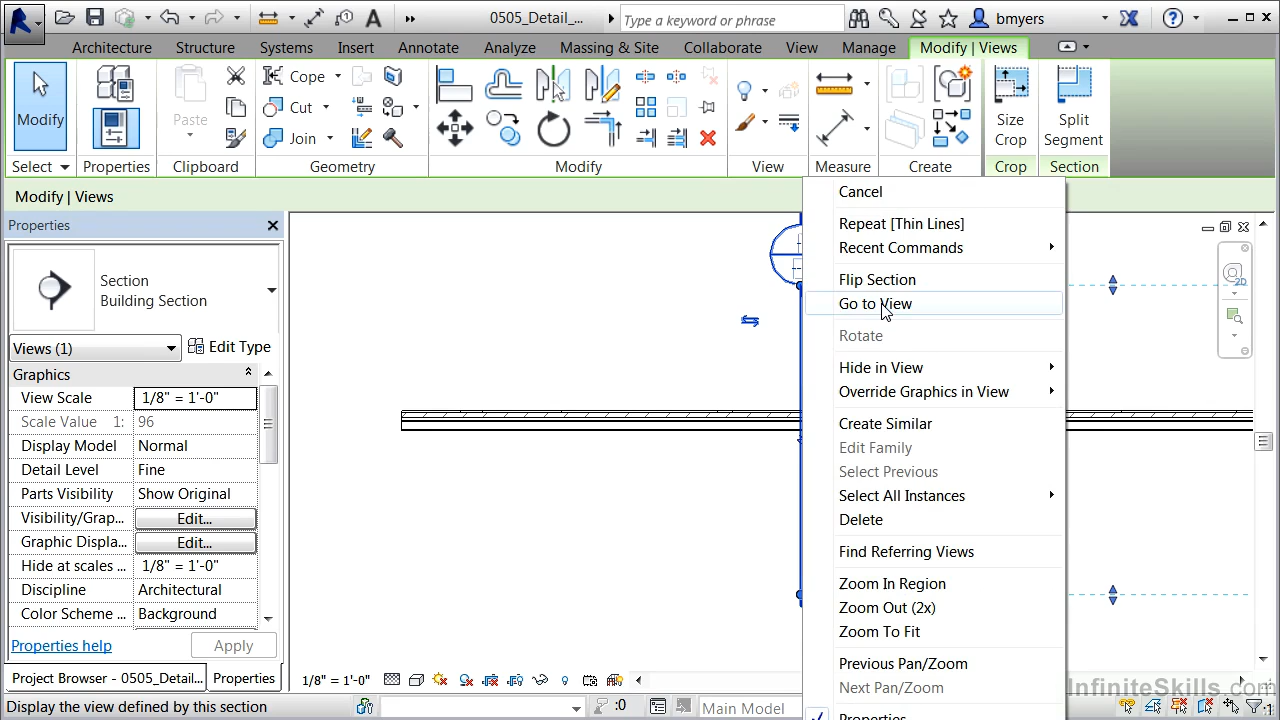 0505_Detail_...
Type a keyword or phrase
bmyers
Architecture Structure Systems Insert Annotate Analyze Massing & Site Collaborate View Manage Modify | Views
Modify
Paste
Cope
Cut
Join
Size Crop
Split Segment
Select Properties Clipboard Geometry Modify View Measure Create Crop Section
Modify | Views
Properties
Section
Building Section
Views (1)
Edit Type
Graphics
View Scale 1/8" = 1'-0"
Scale Value 1: 96
Display Model Normal
Detail Level Fine
Parts Visibility Show Original
Visibility/Grap... Edit...
Graphic Displa... Edit...
Hide at scales ... 1/8" = 1'-0"
Discipline Architectural
Color Scheme ... Background
Properties help Apply
Project Browser - 0505_Detail... Properties
Display the view defined by this section
1/8" = 1'-0"
:0
Main Model
Cancel
Repeat [Thin Lines]
Recent Commands
Flip Section
Go to View
Rotate
Hide in View
Override Graphics in View
Create Similar
Edit Family
Select Previous
Select All Instances
Delete
Find Referring Views
Zoom In Region
Zoom Out (2x)
Zoom To Fit
Previous Pan/Zoom
Next Pan/Zoom
Properties
2D
InfiniteSkills.com